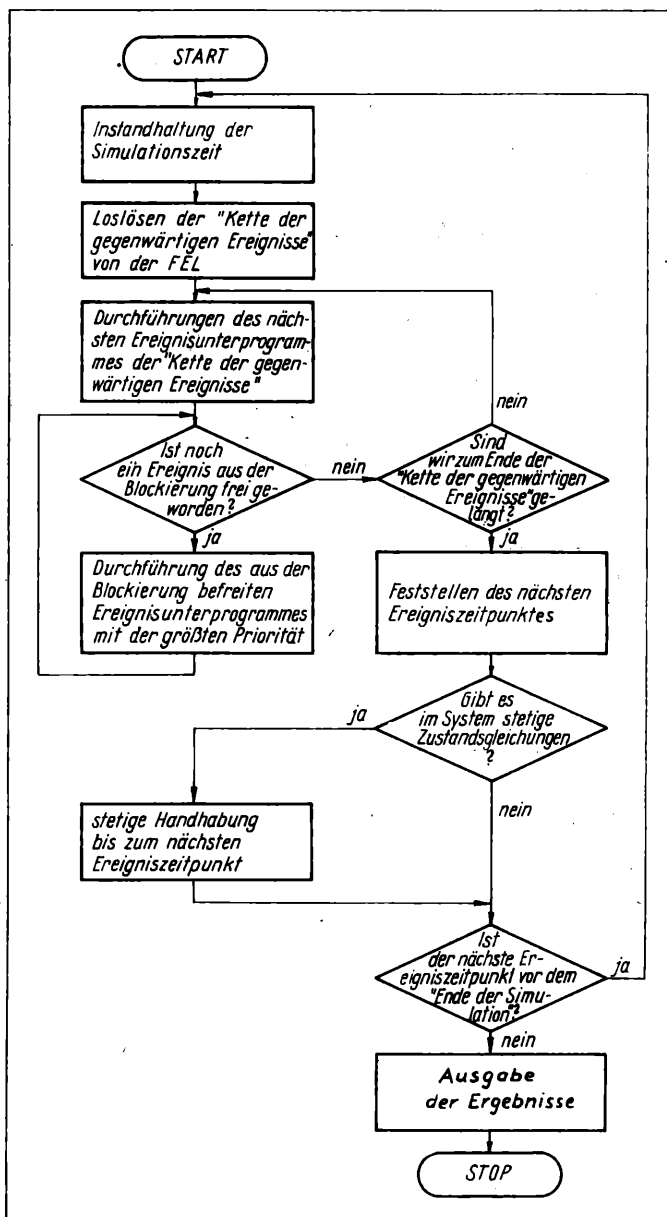 START
Instandhaltung der
Simulationszeit
Loslösen der "Kette der
gegenwärtigen Ereignisse"
von der FEL
Durchführungen des näch-
sten Ereignisunterprogram-
mes der "Kette der gegen-
wärtigen Ereignisse"
nein
Ist noch
ein Ereignis aus der
Blockierung frei ge-
worden?
nein
ja
Sind
wir zum Ende der
"Kette der gegenwärtigen
Ereignisse" ge-
langt?
ja
Durchführung des aus der
Blockierung befreiten
Ereignisunterprogrammes
mit der größten Priorität
Feststellen des nächsten
Ereigniszeitpunktes
Gibt es
im System stetige
Zustandsgleichungen
?
ja
nein
stetige Handhabung
bis zum nächsten
Ereigniszeitpunkt
Ist
der nächste Er-
eigniszeitpunkt vor dem
"Ende der Simu-
lation"?
ja
nein
Ausgabe
der Ergebnisse
STOP